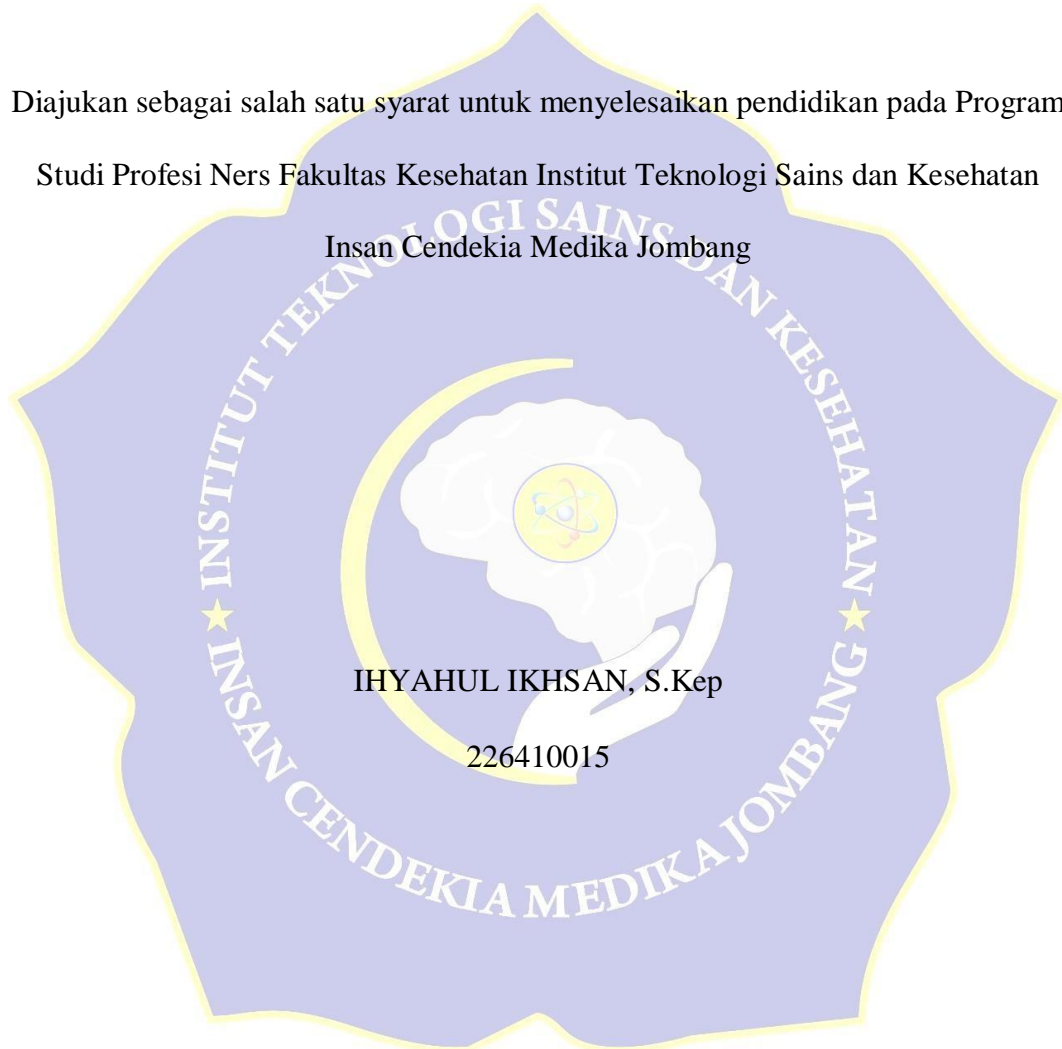 Diajukan sebagai salah satu syarat untuk menyelesaikan pendidikan pada Program
Studi Profesi Ners Fakultas Kesehatan Institut Teknologi Sains dan Kesehatan
Insan Cendekia Medika Jombang
INSTITUT TEKNOLOGI SAINS DAN KESEHATAN
IHYAHUL IKHSAN, S.Kep
226410015
INSAN CENDEKIA MEDIKA JOMBANG